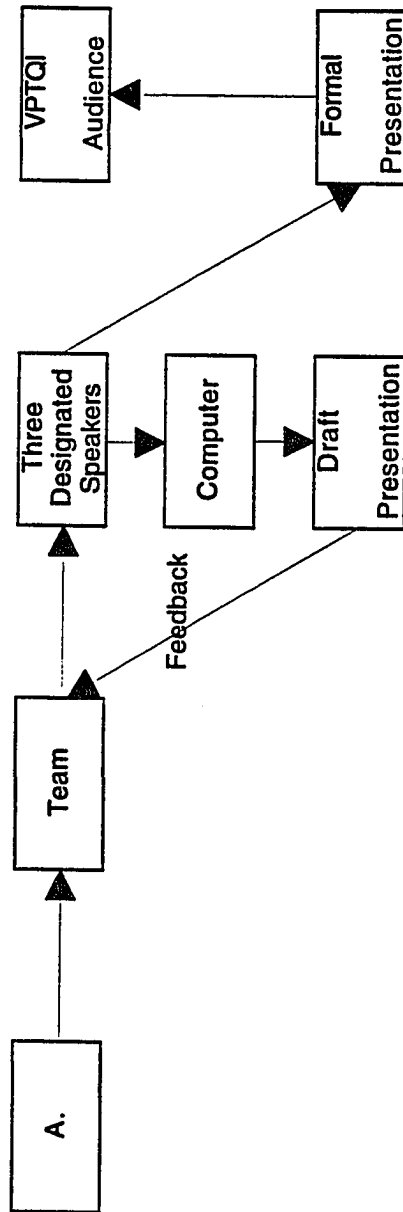 A.
Team
Three
Designated
Speakers
VPTQI
Audience
Computer
Feedback
Draft
Presentation
Formal
Presentation